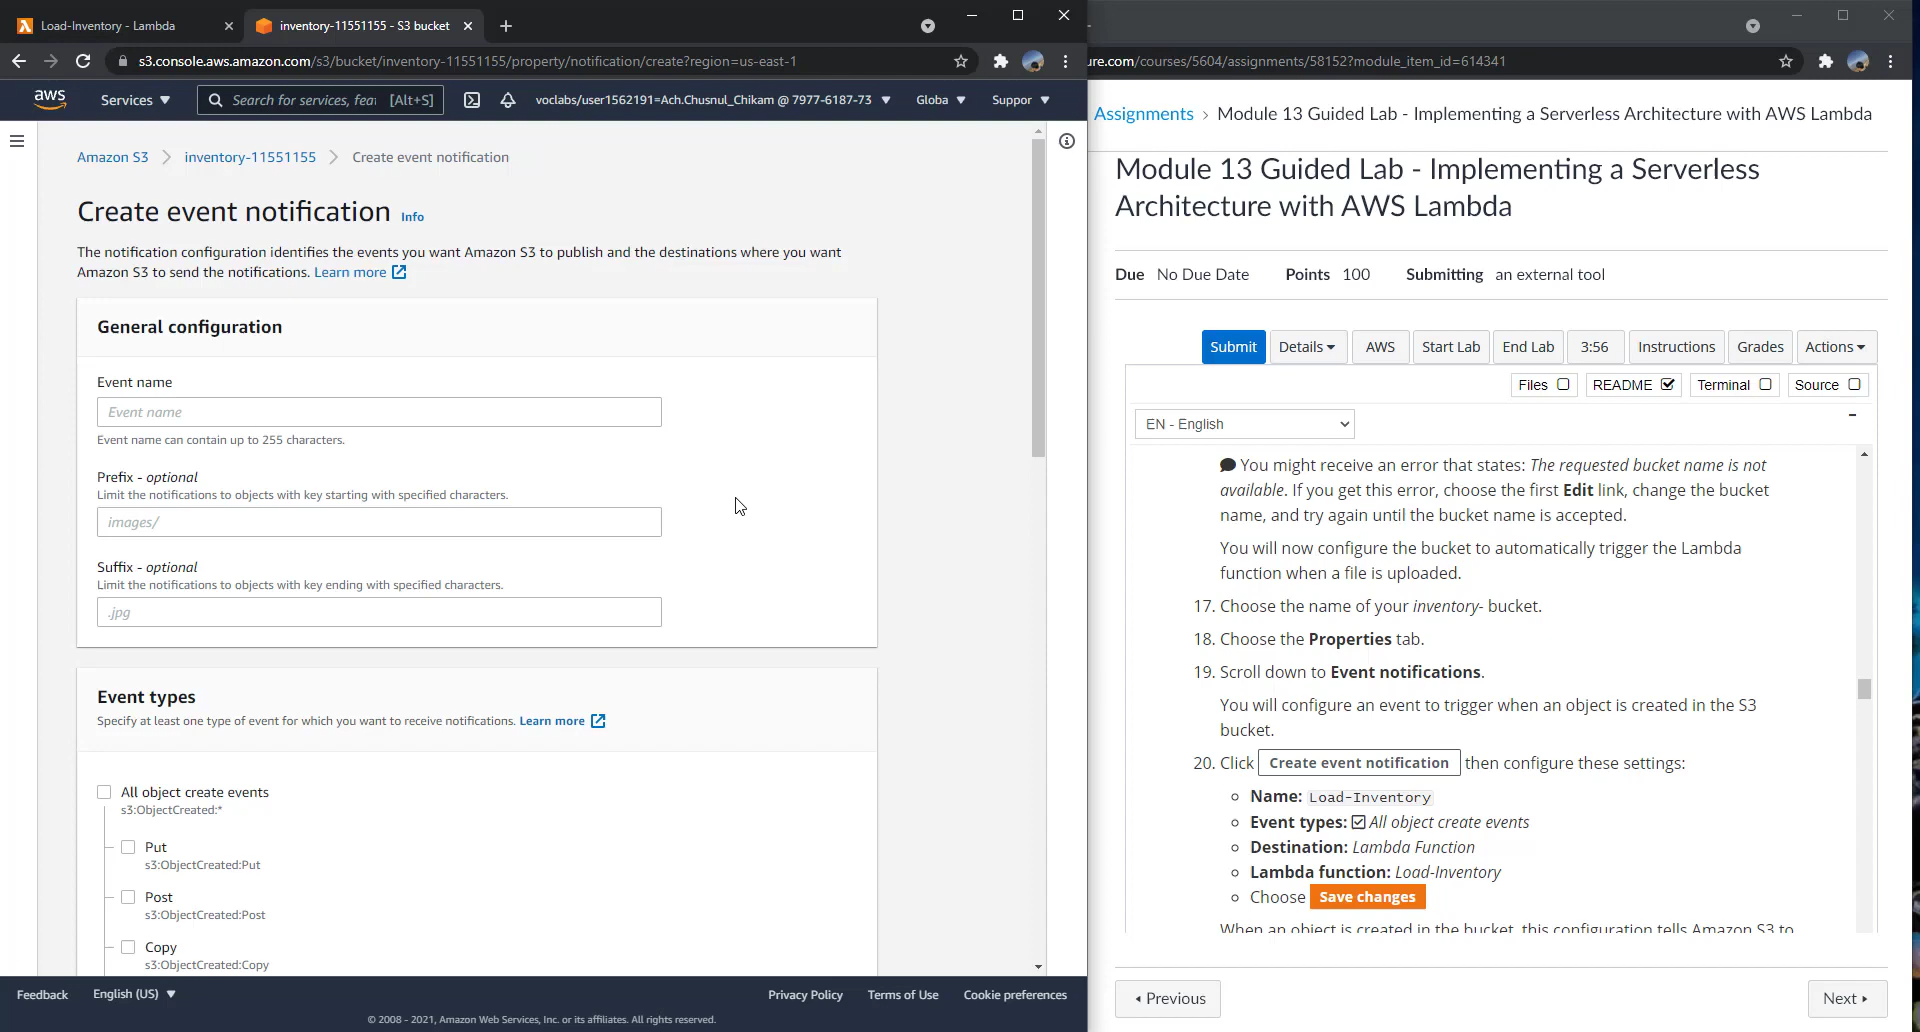 Load-Inventory - Lambda
inventory-11551155 - S3 bucket
s3.console.aws.amazon.com/s3/bucket/inventory-11551155/property/notification/create?region=us-east-1
aws
Services
Search for services, feat
[Alt+S]
voclabs/user1562191=Ach.Chusnul_Chikam @ 7977-6187-73
Globa
Suppor
Amazon S3
inventory-11551155
Create event notification
Create event notification
Info
The notification configuration identifies the events you want Amazon S3 to publish and the destinations where you want
Amazon S3 to send the notifications. Learn more
General configuration
Event name
Event name
Event name can contain up to 255 characters.
Prefix - optional
Limit the notifications to objects with key starting with specified characters.
images/
Suffix - optional
Limit the notifications to objects with key ending with specified characters.
.jpg
Event types
Specify at least one type of event for which you want to receive notifications. Learn more
All object create events
s3:ObjectCreated:*
Put
s3:ObjectCreated:Put
Post
s3:ObjectCreated:Post
Copy
s3:ObjectCreated:Copy
Feedback
English (US)
Privacy Policy
Terms of Use
Cookie preferences
© 2008 - 2021, Amazon Web Services, Inc. or its affiliates. All rights reserved.
ure.com/courses/5604/assignments/58152?module_item_id=614341
Assignments › Module 13 Guided Lab - Implementing a Serverless Architecture with AWS Lambda
Module 13 Guided Lab - Implementing a Serverless
Architecture with AWS Lambda
Due No Due Date
Points 100
Submitting an external tool
Submit
Details
AWS
Start Lab
End Lab
3:56
Instructions
Grades
Actions
Files
README
Terminal
Source
EN - English
You might receive an error that states: The requested bucket name is not
available. If you get this error, choose the first Edit link, change the bucket
name, and try again until the bucket name is accepted.
You will now configure the bucket to automatically trigger the Lambda
function when a file is uploaded.
17. Choose the name of your inventory- bucket.
18. Choose the Properties tab.
19. Scroll down to Event notifications.
You will configure an event to trigger when an object is created in the S3
bucket.
20. Click Create event notification then configure these settings:
Name: Load-Inventory
Event types: All object create events
Destination: Lambda Function
Lambda function: Load-Inventory
Choose Save changes
When an object is created in the bucket, this configuration tells Amazon S3 to
Previous
Next